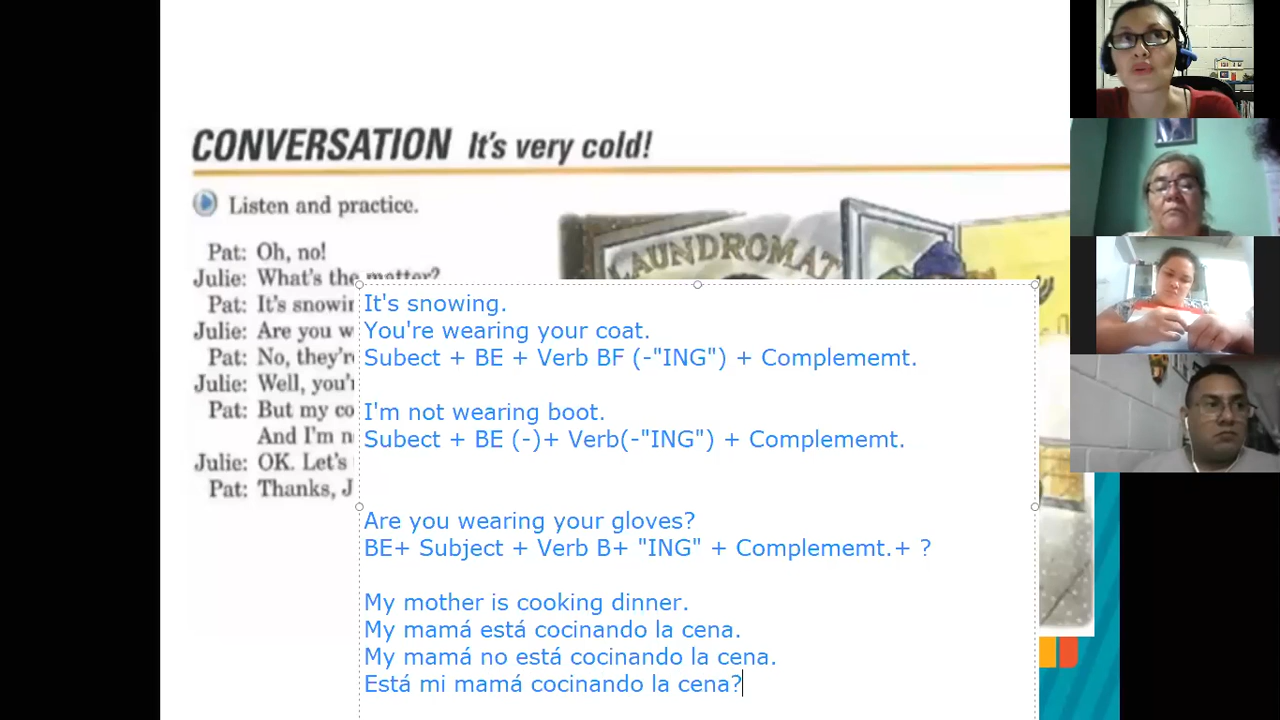 CONVERSATION It's very cold!
Listen and practice.
Pat: Oh, no!
Julie: What's the matter?
Pat: It's
Julie: Are you
Pat: No,
Julie: Well,
Pat: But my
And I'm
Julie: OK. Let's
Pat: Thanks,
LAUNDROMAT
It's snowing.
You're wearing your coat.
Subect + BE + Verb BF (-"ING") + Complememt.
I'm not wearing boot.
Subect + BE (-)+ Verb(-"ING") + Complememt.
Are you wearing your gloves?
BE+ Subject + Verb B+ "ING" + Complememt.+ ?
My mother is cooking dinner.
My mamá está cocinando la cena.
My mamá no está cocinando la cena.
Está mi mamá cocinando la cena?